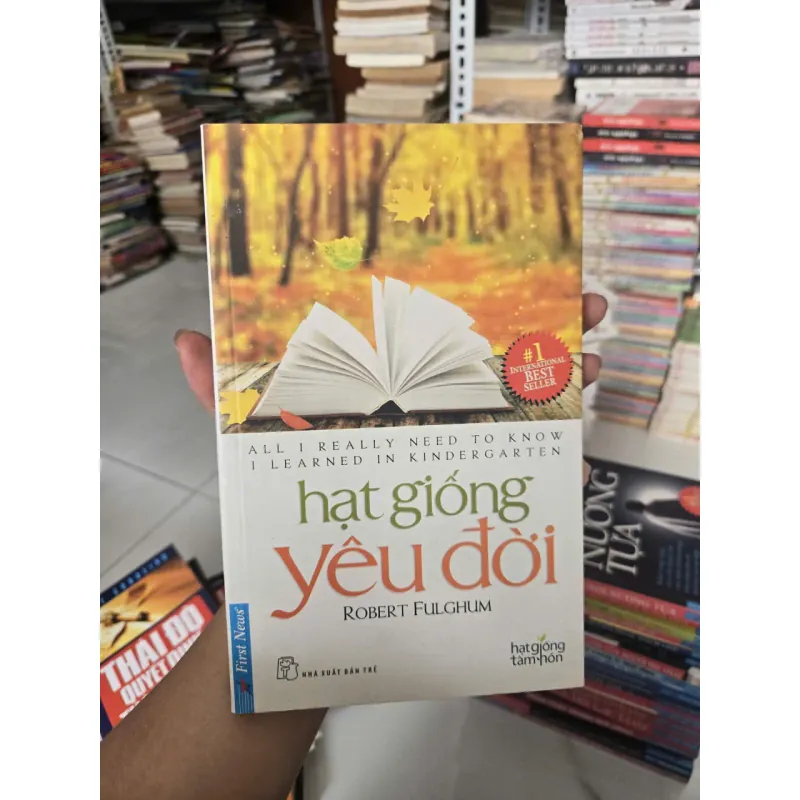 #1
INTERNATIONAL
BEST
SELLER
ALL I REALLY NEED TO KNOW
I LEARNED IN KINDERGARTEN
hạt giống
yêu đời
ROBERT FULGHUM
First News
NHÀ XUẤT BẢN TRẺ
hạt giống
tâm hồn
THÁI ĐỘ
NƯƠNG
TỰA